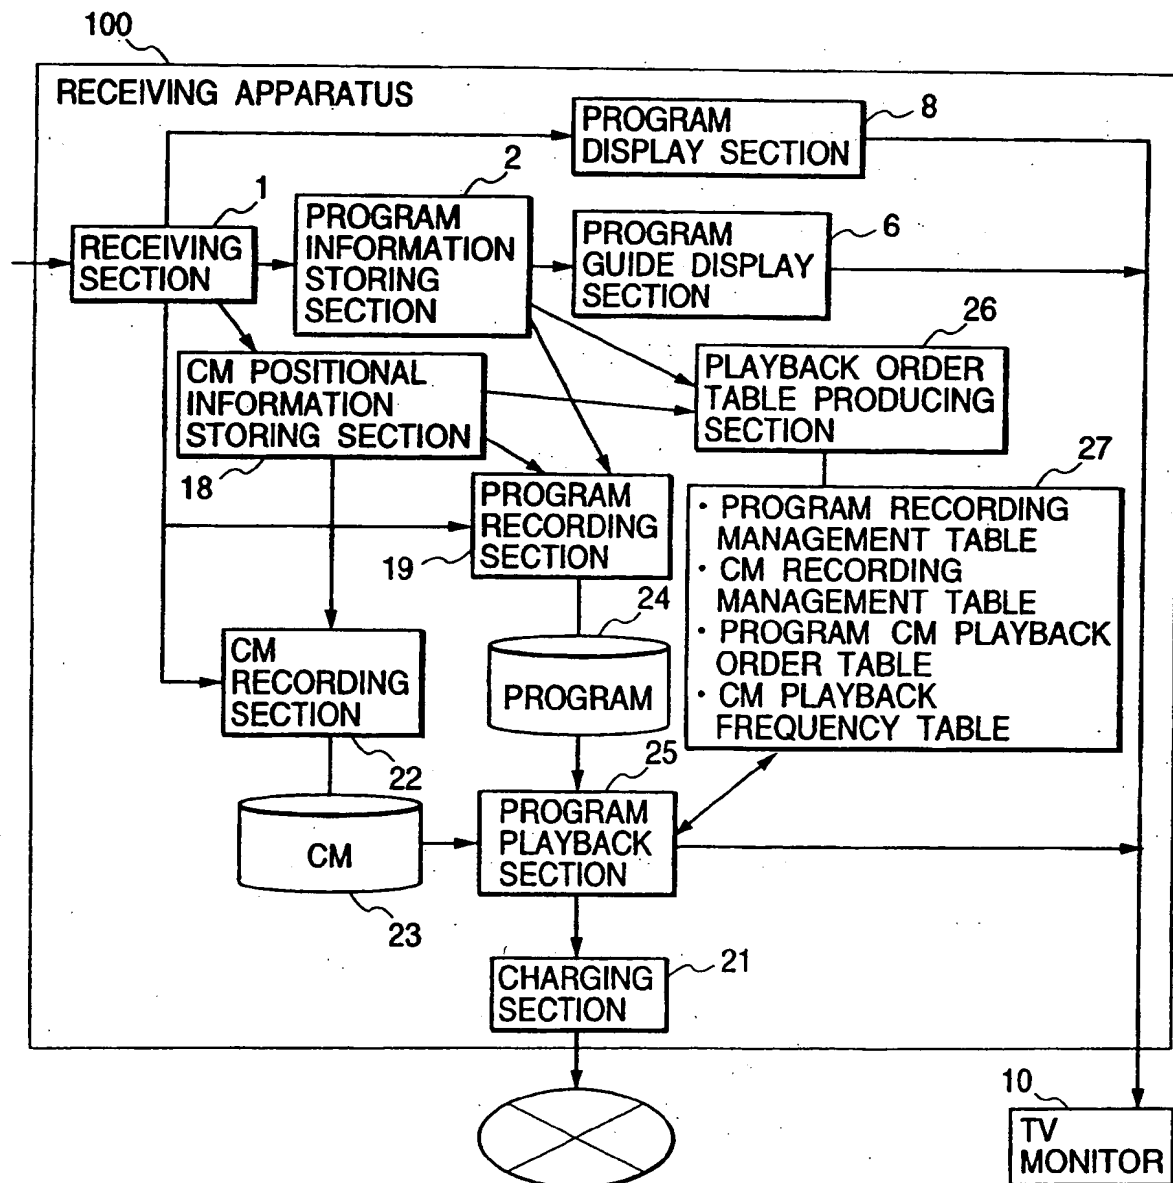 100
RECEIVING APPARATUS
PROGRAM
DISPLAY SECTION
8
1
RECEIVING
SECTION
2
PROGRAM
INFORMATION
STORING
SECTION
PROGRAM
GUIDE DISPLAY
SECTION
6
CM POSITIONAL
INFORMATION
STORING SECTION
18
26
PLAYBACK ORDER
TABLE PRODUCING
SECTION
27
PROGRAM
RECORDING
SECTION
19
· PROGRAM RECORDING
MANAGEMENT TABLE
· CM RECORDING
MANAGEMENT TABLE
· PROGRAM CM PLAYBACK
ORDER TABLE
· CM PLAYBACK
FREQUENCY TABLE
24
PROGRAM
CM
RECORDING
SECTION
22
25
PROGRAM
PLAYBACK
SECTION
CM
23
CHARGING
SECTION
21
10
TV
MONITOR